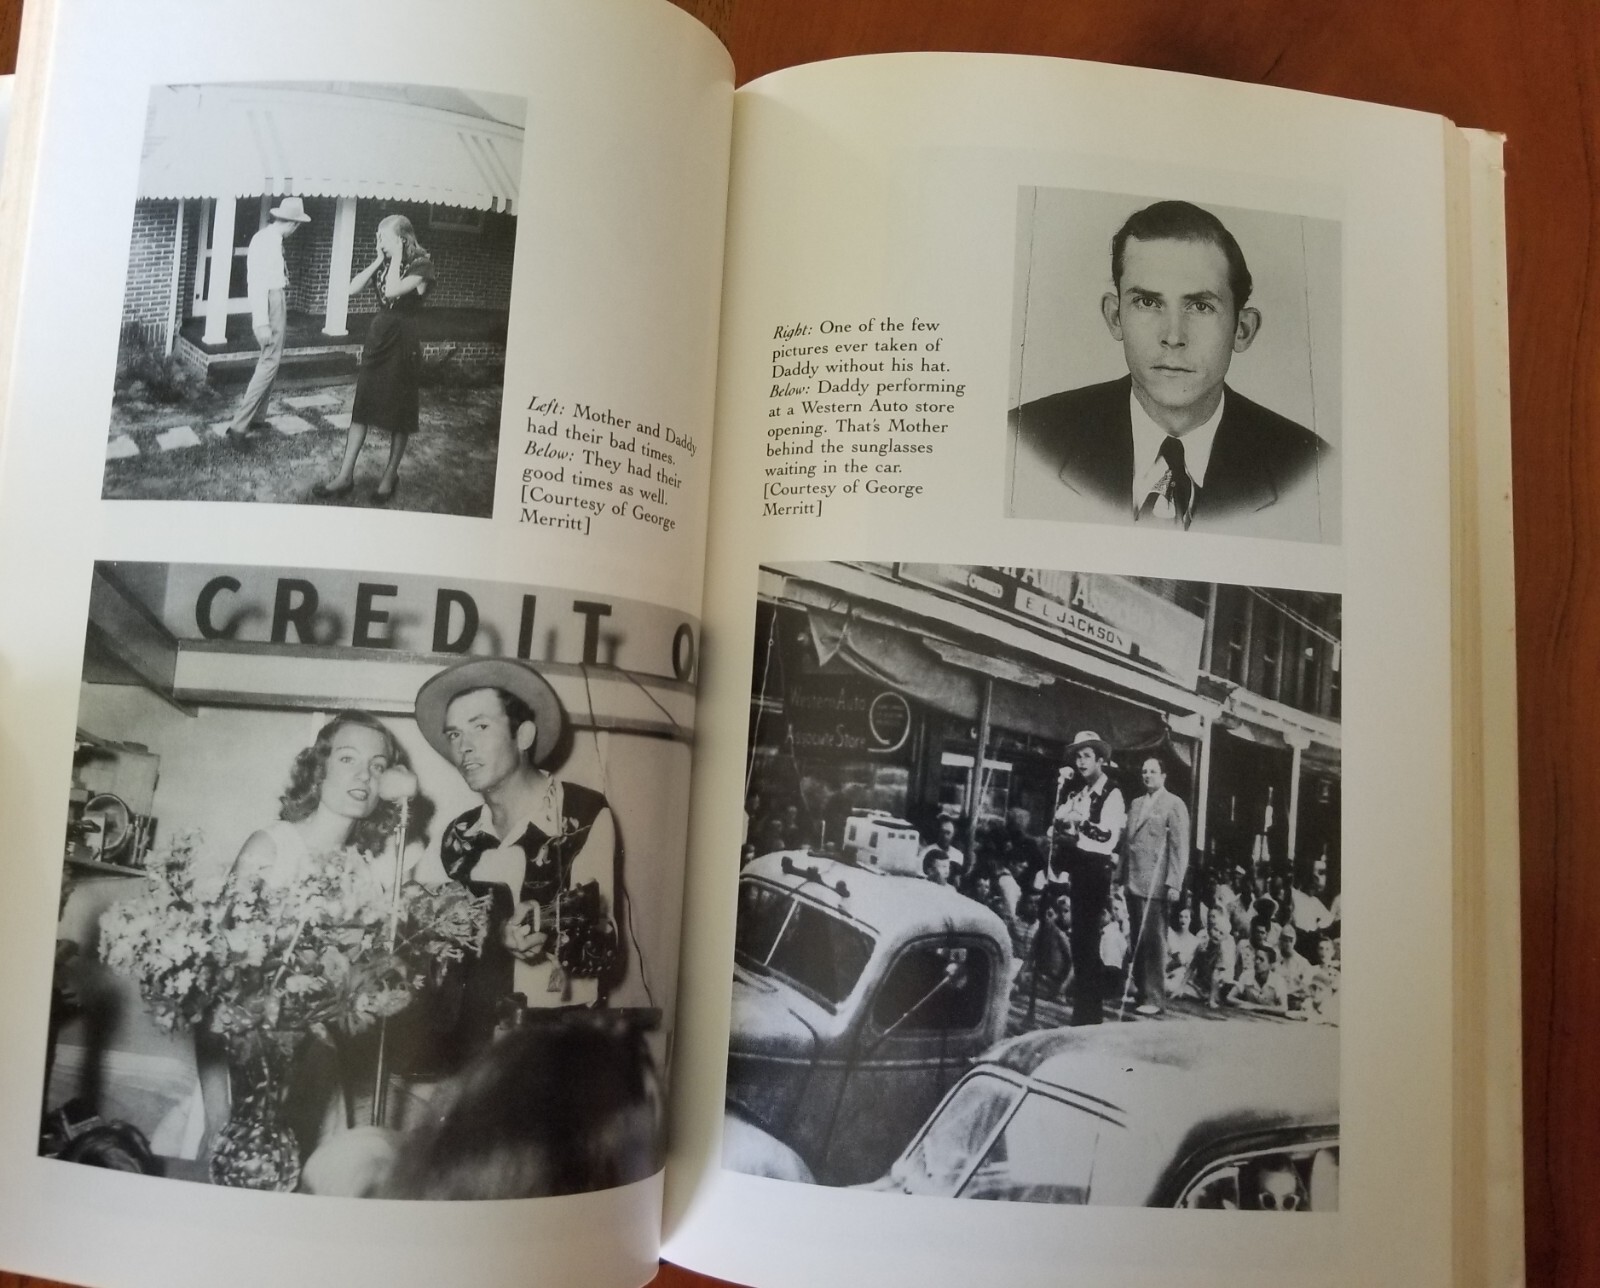 Left: Mother and Daddy
had their bad times.
Below: They had their
good times as well.
[Courtesy of George
Merritt]
CREDIT
Right: One of the few
pictures ever taken of
Daddy without his hat.
Below: Daddy performing
at a Western Auto store
opening. That's Mother
behind the sunglasses
waiting in the car.
[Courtesy of George
Merritt]
Auto
OWNED
E L JACKSON
Western Auto
Associate Store